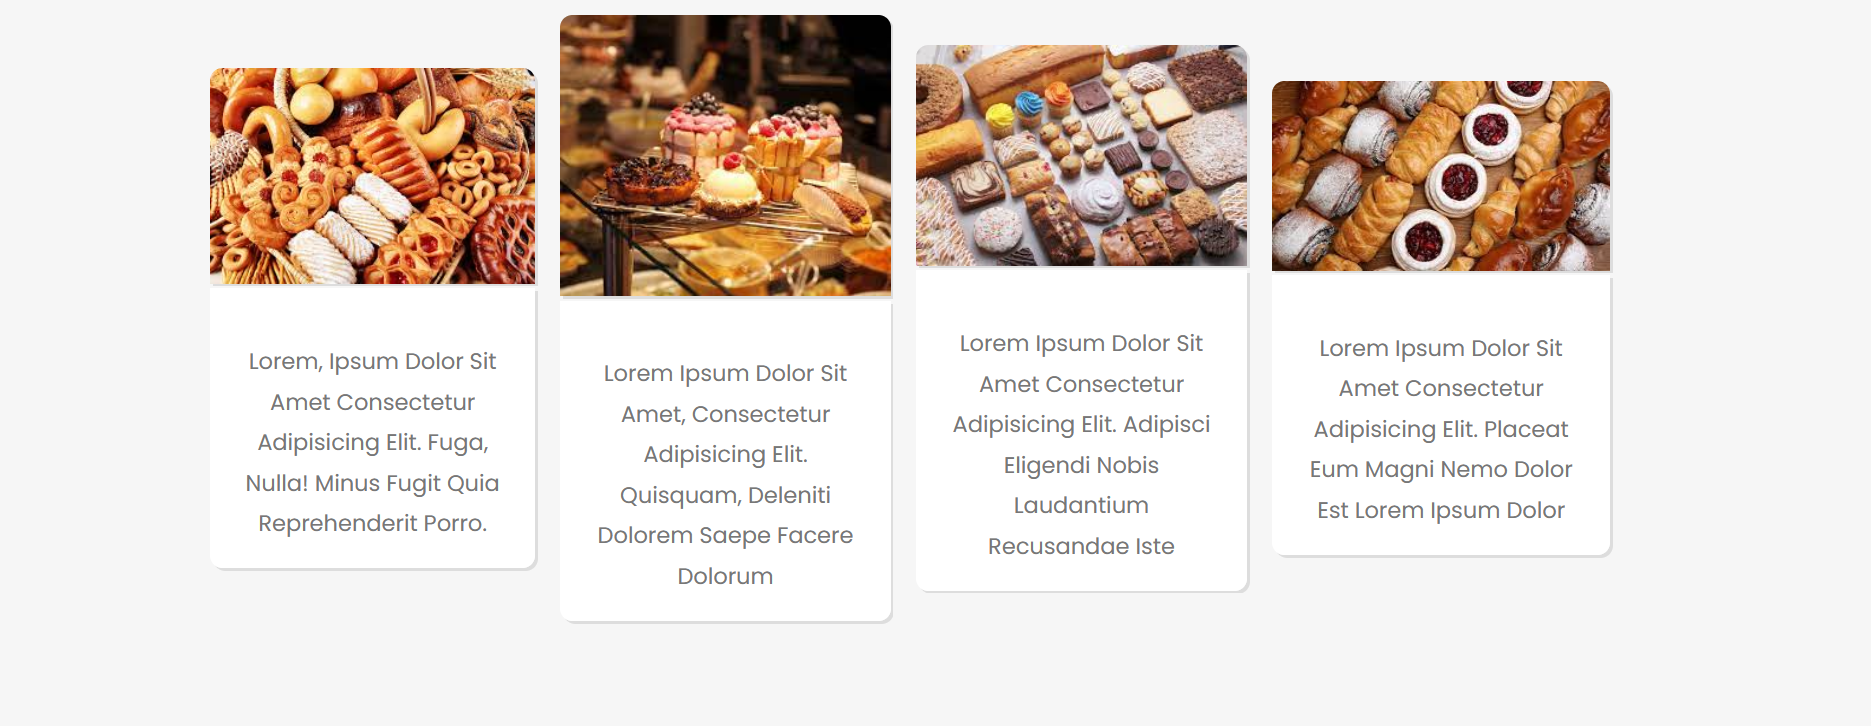 Lorem, Ipsum Dolor Sit
Amet Consectetur
Adipisicing Elit. Fuga,
Nulla! Minus Fugit Quia
Reprehenderit Porro.
Lorem Ipsum Dolor Sit
Amet, Consectetur
Adipisicing Elit.
Quisquam, Deleniti
Dolorem Saepe Facere
Dolorum
Lorem Ipsum Dolor Sit
Amet Consectetur
Adipisicing Elit. Adipisci
Eligendi Nobis
Laudantium
Recusandae Iste
Lorem Ipsum Dolor Sit
Amet Consectetur
Adipisicing Elit. Placeat
Eum Magni Nemo Dolor
Est Lorem Ipsum Dolor